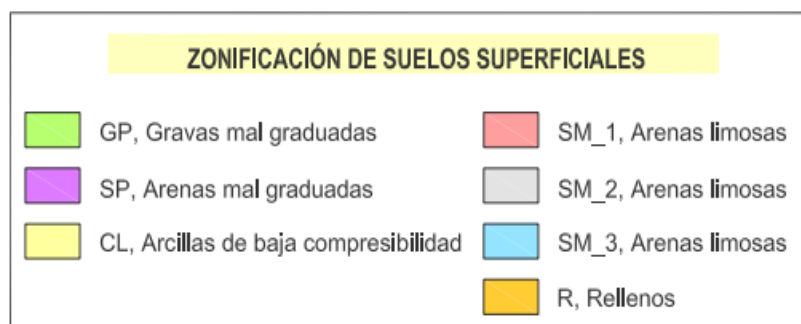 ZONIFICACIÓN DE SUELOS SUPERFICIALES
GP, Gravas mal graduadas
SP, Arenas mal graduadas
CL, Arcillas de baja compresibilidad
SM_1, Arenas limosas
SM_2, Arenas limosas
SM_3, Arenas limosas
R, Rellenos